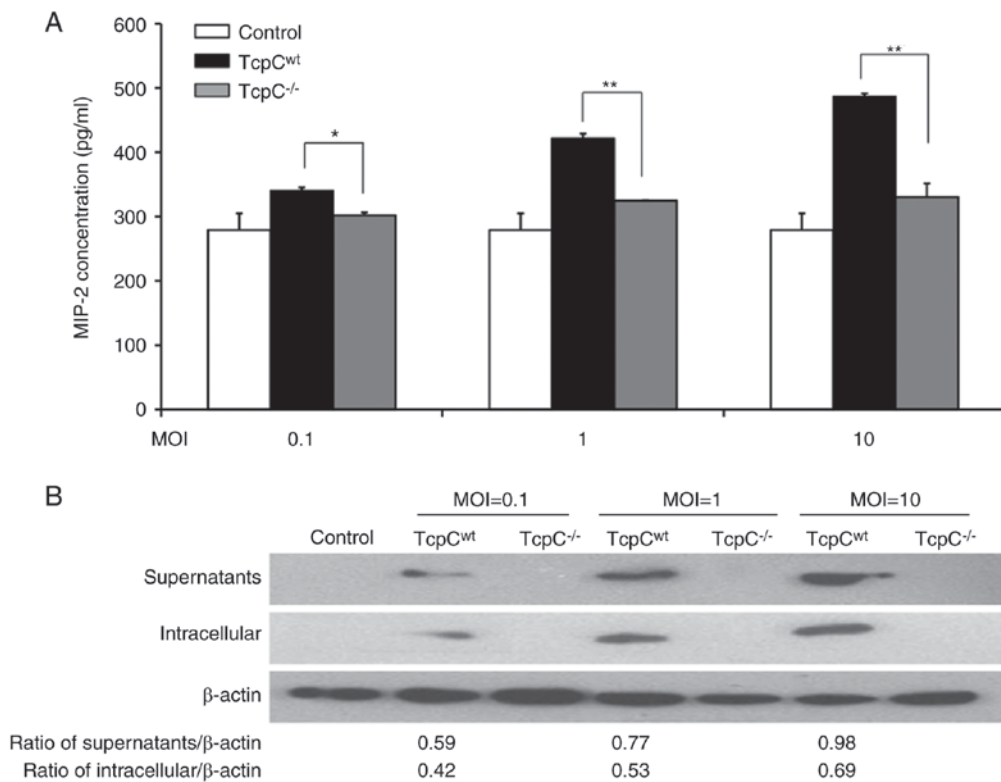 A
600
500
400
300
200
100
0
MIP-2 concentration (pg/ml)
Control
TcpCwt
TcpC-/-
*
**
**
MOI 0.1 1 10
B
MOI=0.1 MOI=1 MOI=10
Control TcpCwt TcpC-/- TcpCwt TcpC-/- TcpCwt TcpC-/-
Supernatants
Intracellular
β-actin
Ratio of supernatants/β-actin 0.59 0.77 0.98
Ratio of intracellular/β-actin 0.42 0.53 0.69